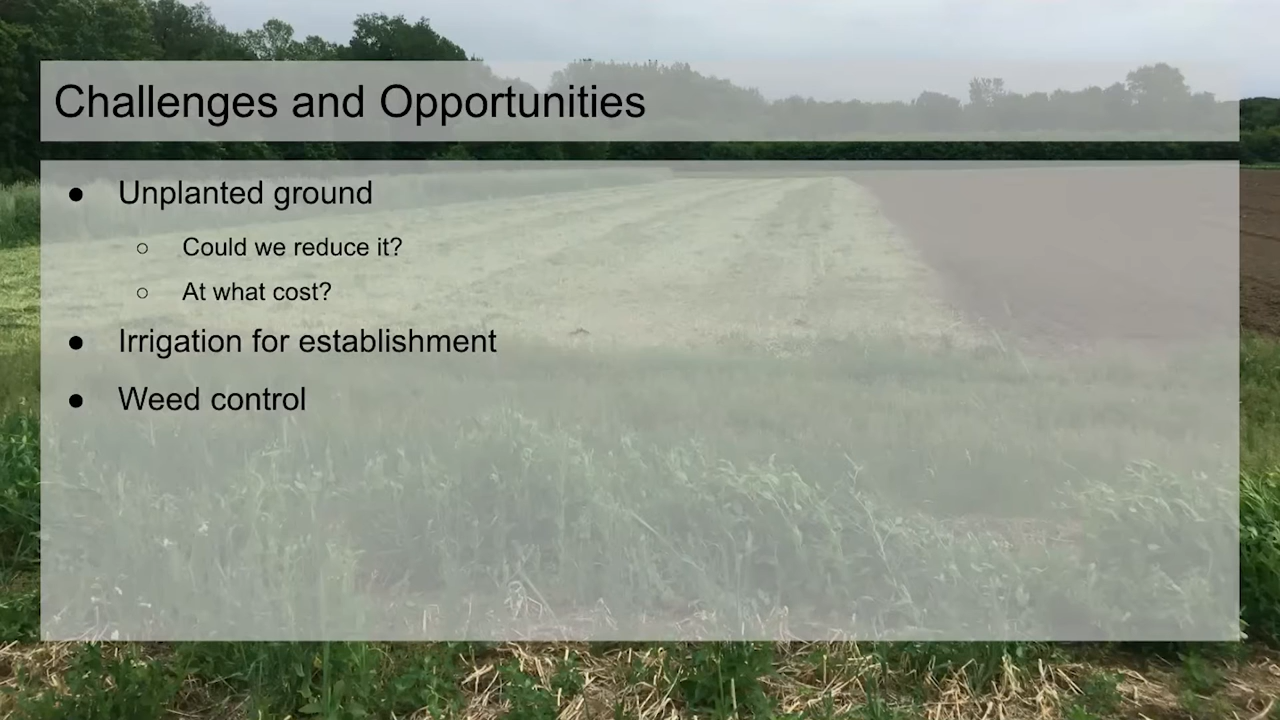 Challenges and Opportunities
● Unplanted ground
○ Could we reduce it?
○ At what cost?
● Irrigation for establishment
● Weed control